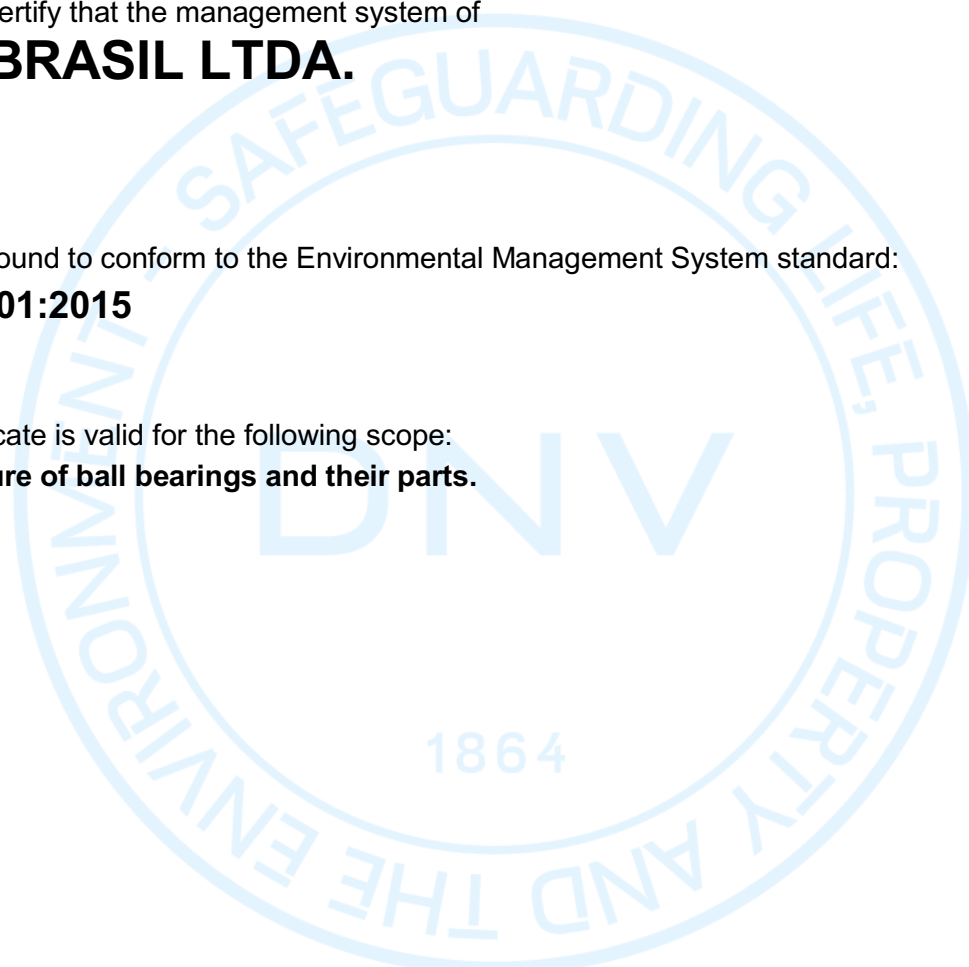 ertify that the management system of
BRASIL LTDA.
ound to conform to the Environmental Management System standard:
01:2015
cate is valid for the following scope:
ure of ball bearings and their parts.
SAFEGUARDING LIFE, PROPERTY AND THE ENVIRONMENT
DNV
1864